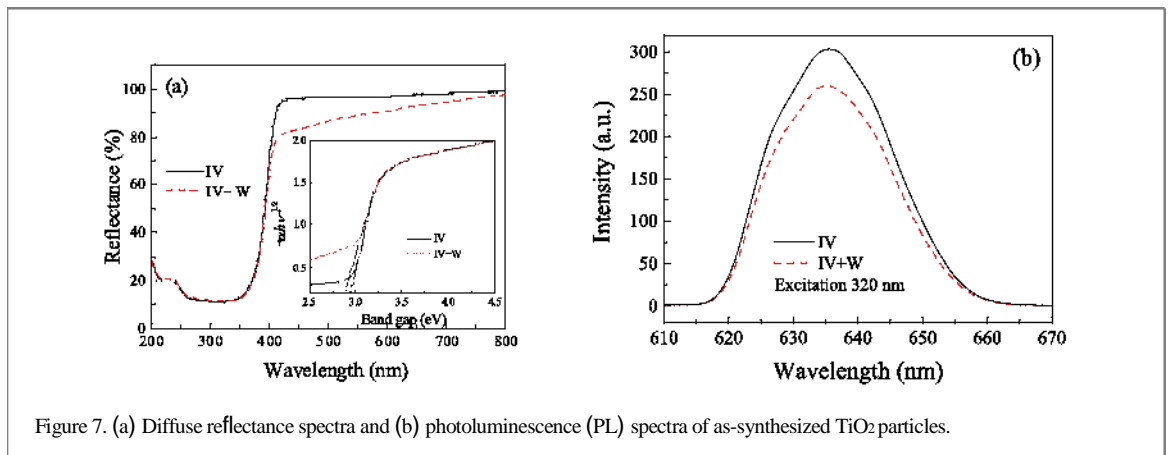 (a)
100
80
60
40
20
0
Reflectance (%)
IV
IV- W
2.0
1.5
1.0
0.5
IV
IV-W
2.5 3.0 3.5 4.0 4.5
Band gap (eV)
200 300 400 500 600 700 800
Wavelength (nm)
(b)
300
250
200
150
100
50
0
Intensity (a.u.)
IV
IV+W
Excitation 320 nm
610 620 630 640 650 660 670
Wavelength (nm)
Figure 7. (a) Diffuse reflectance spectra and (b) photoluminescence (PL) spectra of as-synthesized TiO2 particles.